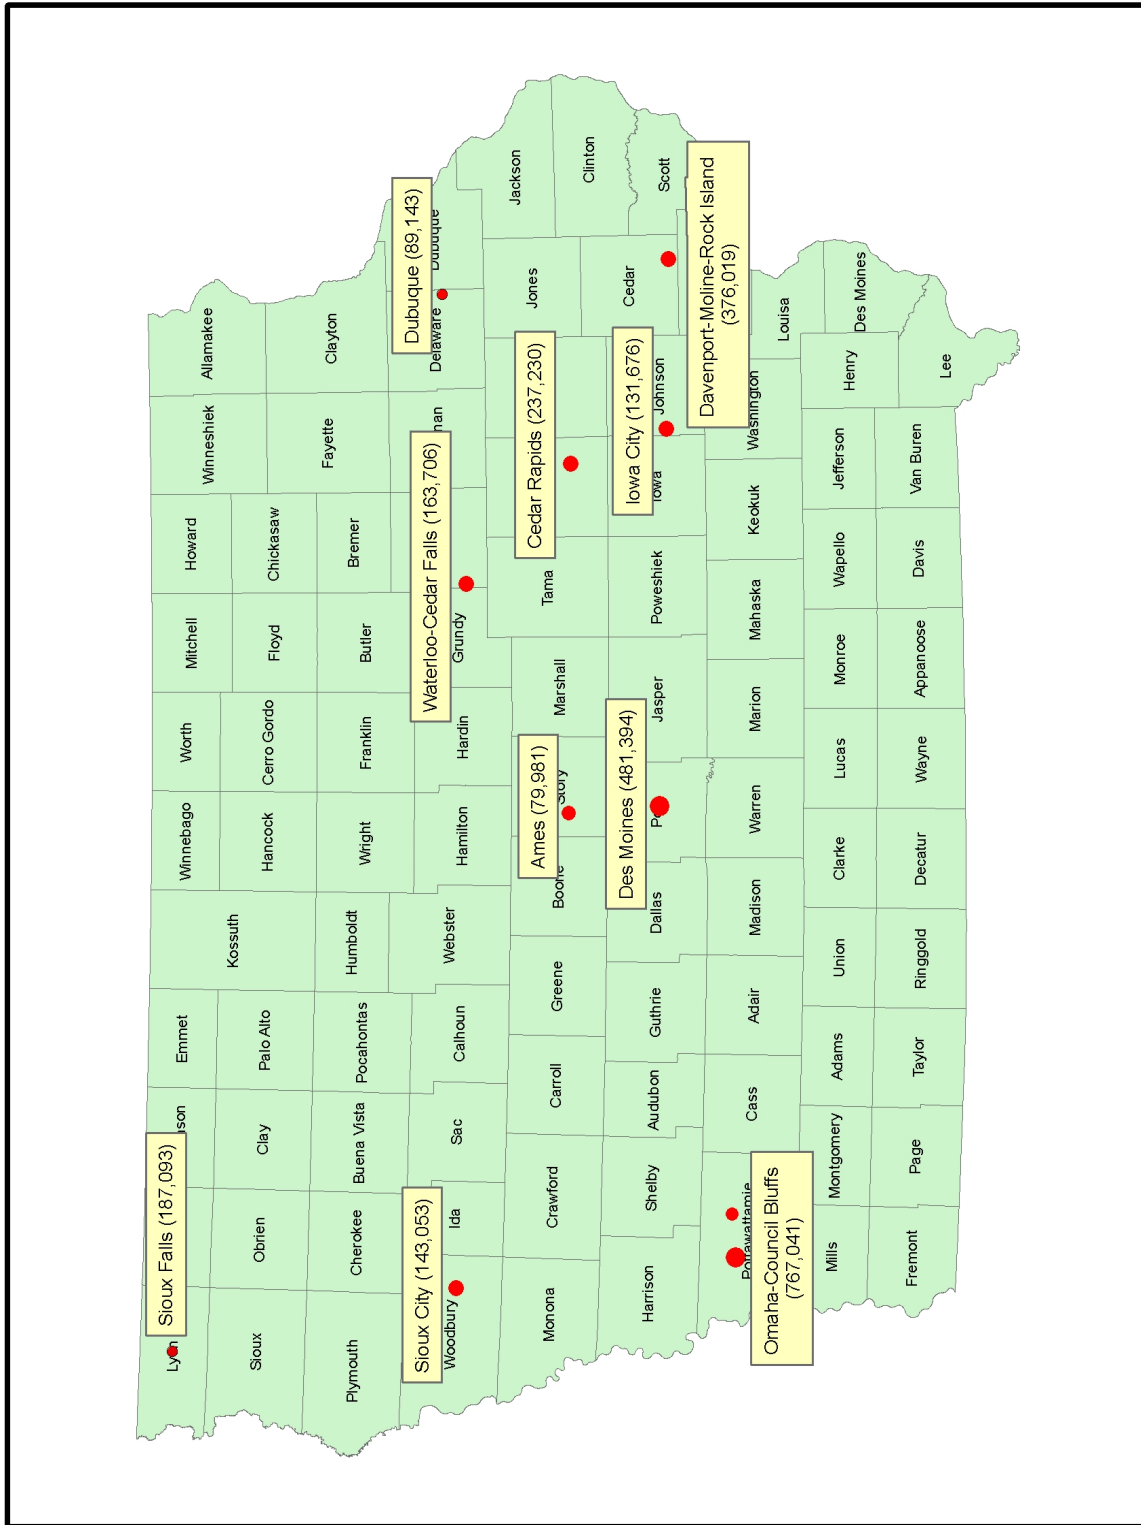 Lyon
Sioux Falls (187,093)
nson
Emmet
Kossuth
Winnebago
Worth
Mitchell
Howard
Winneshiek
Allamakee
Sioux
Obrien
Clay
Palo Alto
Hancock
Cerro Gordo
Floyd
Chickasaw
Fayette
Clayton
Plymouth
Cherokee
Buena Vista
Pocahontas
Humboldt
Wright
Franklin
Butler
Bremer
Sioux City (143,053)
Waterloo-Cedar Falls (163,706)
Dubuque (89,143)
Woodbury
Ida
Sac
Calhoun
Webster
Hamilton
Hardin
Grundy
nan
Delaware
Dubuque
Ames (79,981)
Cedar Rapids (237,230)
Monona
Crawford
Carroll
Greene
Boone
Story
Marshall
Tama
Jones
Jackson
Clinton
Des Moines (481,394)
Iowa City (131,676)
Harrison
Shelby
Audubon
Guthrie
Dallas
Po
Jasper
Poweshiek
Iowa
Johnson
Cedar
Scott
Davenport-Moline-Rock Island
(376,019)
Pottawattamie
Cass
Adair
Madison
Warren
Marion
Mahaska
Keokuk
Washington
Louisa
Omaha-Council Bluffs
(767,041)
Mills
Montgomery
Adams
Union
Clarke
Lucas
Monroe
Wapello
Jefferson
Henry
Des Moines
Fremont
Page
Taylor
Ringgold
Decatur
Wayne
Appanoose
Davis
Van Buren
Lee